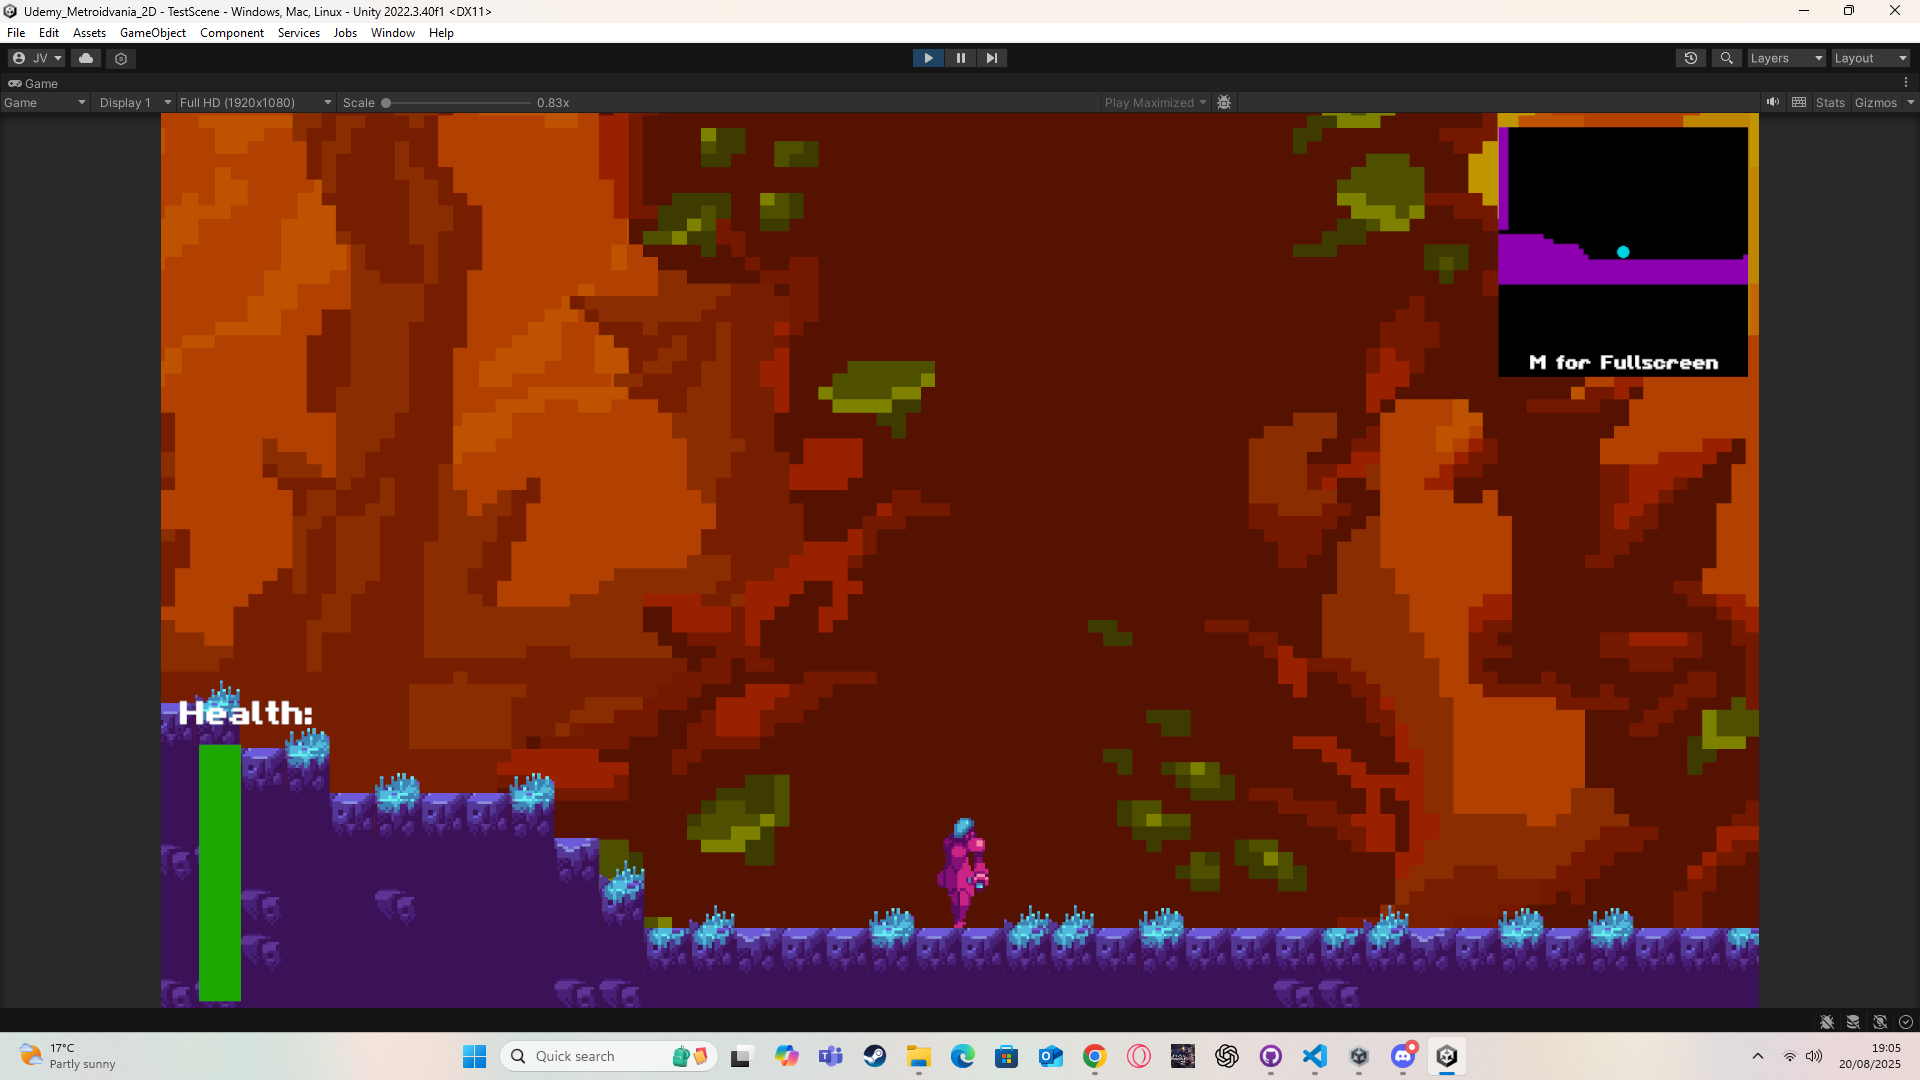 Udemy_Metroidvania_2D - TestScene - Windows, Mac, Linux - Unity 2022.3.40f1 <DX11>
File Edit Assets GameObject Component Services Jobs Window Help
JV Layers Layout
Game
Game Display 1 Full HD (1920x1080) Scale 0.83x Play Maximized Stats Gizmos
M for Fullscreen
Health:
17°C
Partly sunny
Quick search
19:05
20/08/2025